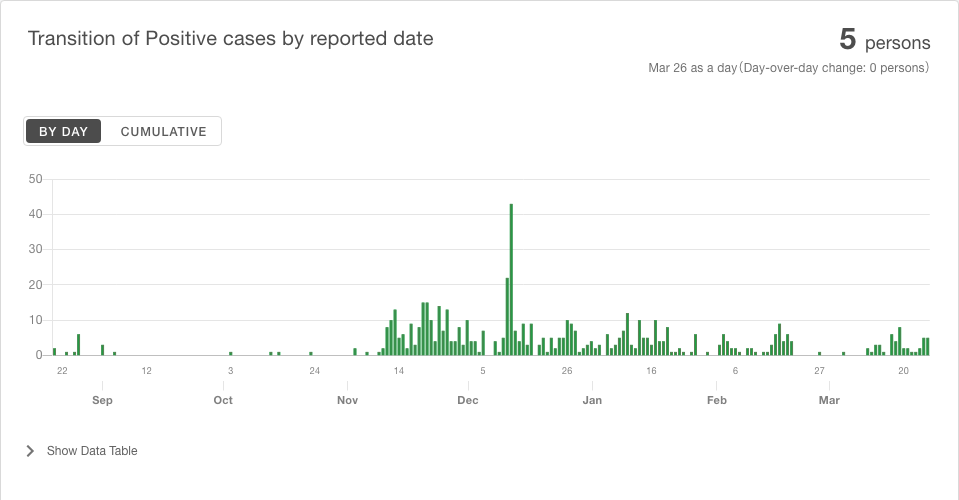 Transition of Positive cases by reported date
5 persons
Mar 26 as a day(Day-over-day change: 0 persons)
BY DAY CUMULATIVE
50
40
30
20
10
0
22 12 3 24 14 5 26 16 6 27 20
Sep Oct Nov Dec Jan Feb Mar
Show Data Table